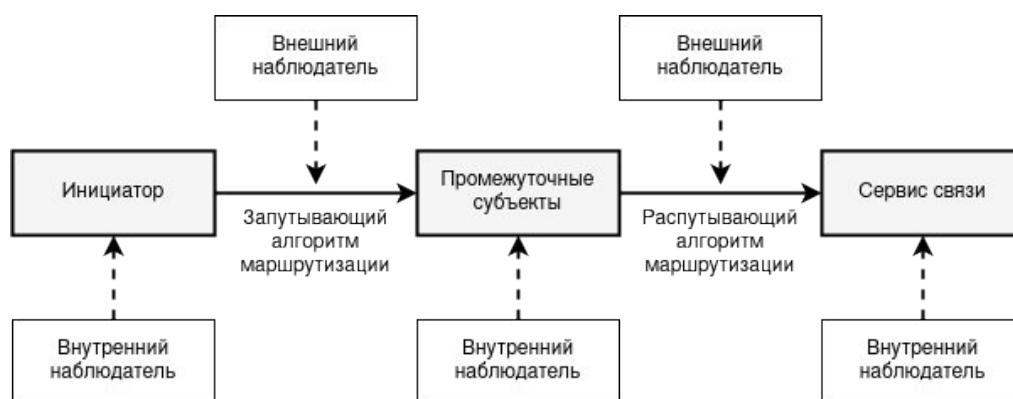 Внешний
наблюдатель
Внешний
наблюдатель
Инициатор
Промежуточные
субъекты
Сервис связи
Запутывающий
алгоритм
маршрутизации
Распутывающий
алгоритм
маршрутизации
Внутренний
наблюдатель
Внутренний
наблюдатель
Внутренний
наблюдатель